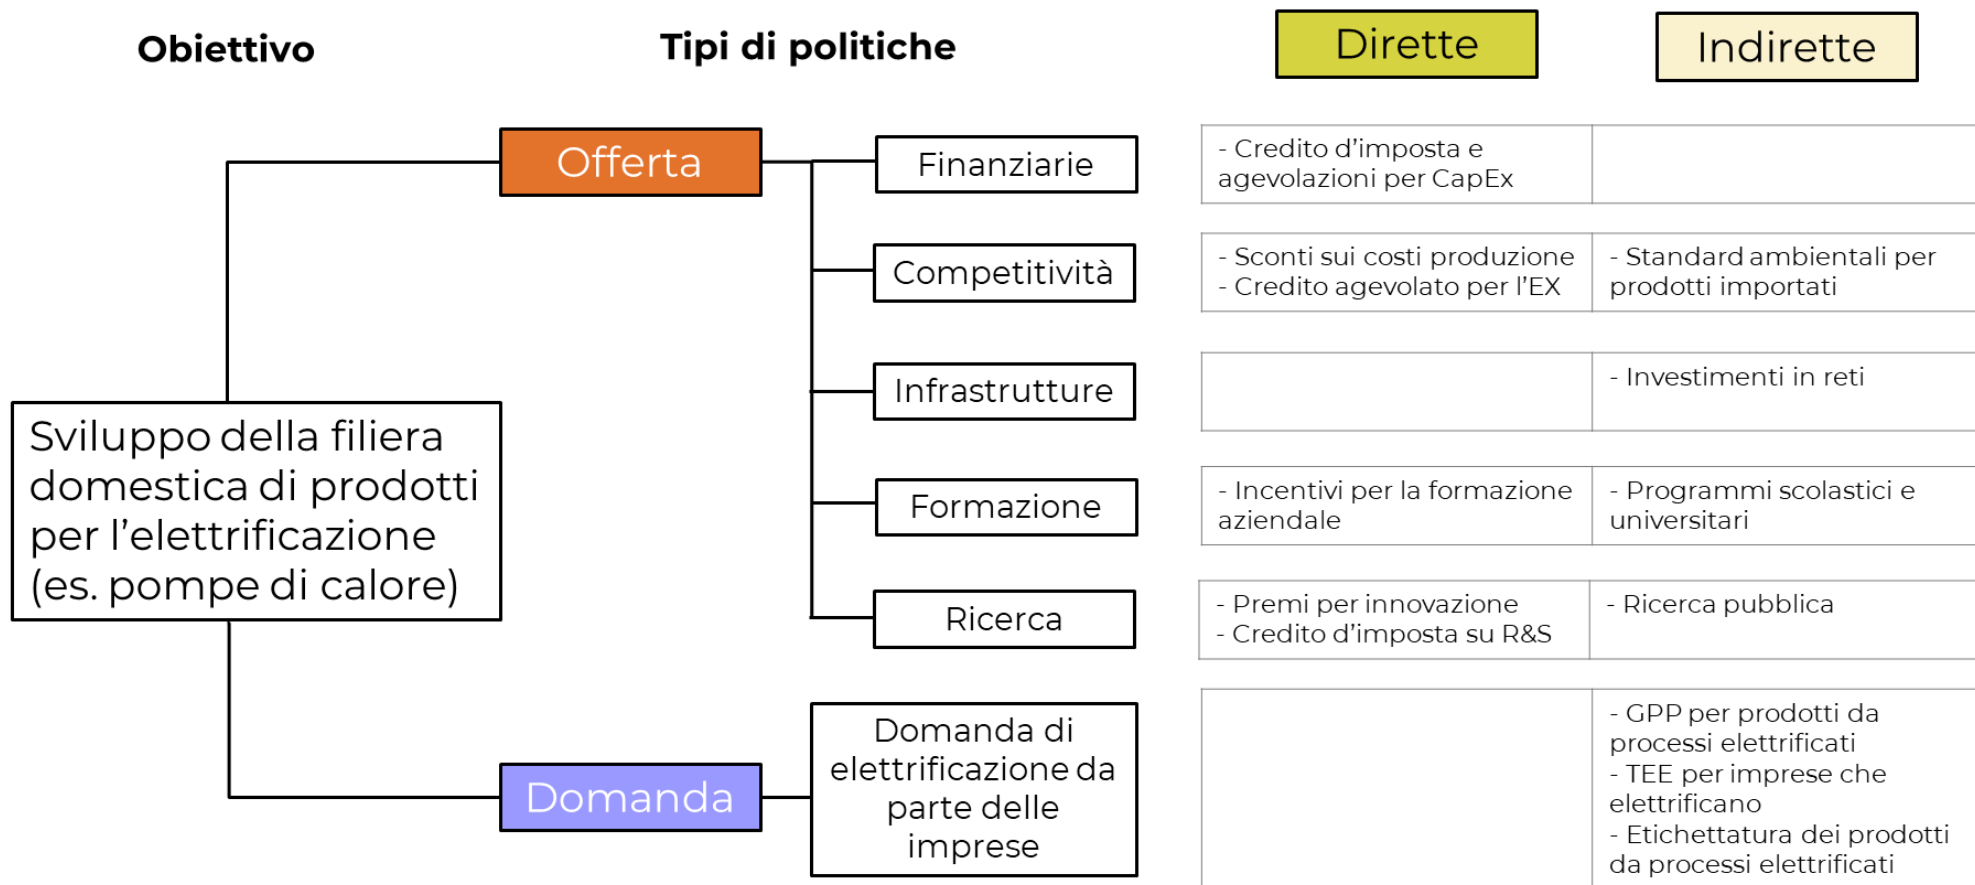 Obiettivo
Tipi di politiche
Dirette
Indirette
Offerta
Finanziarie
- Credito d'imposta e
agevolazioni per CapEx
Competitività
- Sconti sui costi produzione
- Credito agevolato per l'EX
- Standard ambientali per
prodotti importati
Infrastrutture
- Investimenti in reti
Sviluppo della filiera
domestica di prodotti
per l'elettrificazione
(es. pompe di calore)
Formazione
- Incentivi per la formazione
aziendale
- Programmi scolastici e
universitari
Ricerca
- Premi per innovazione
- Credito d'imposta su R&S
- Ricerca pubblica
Domanda
Domanda di
elettrificazione da
parte delle
imprese
- GPP per prodotti da
processi elettrificati
- TEE per imprese che
elettrificano
- Etichettatura dei prodotti
da processi elettrificati